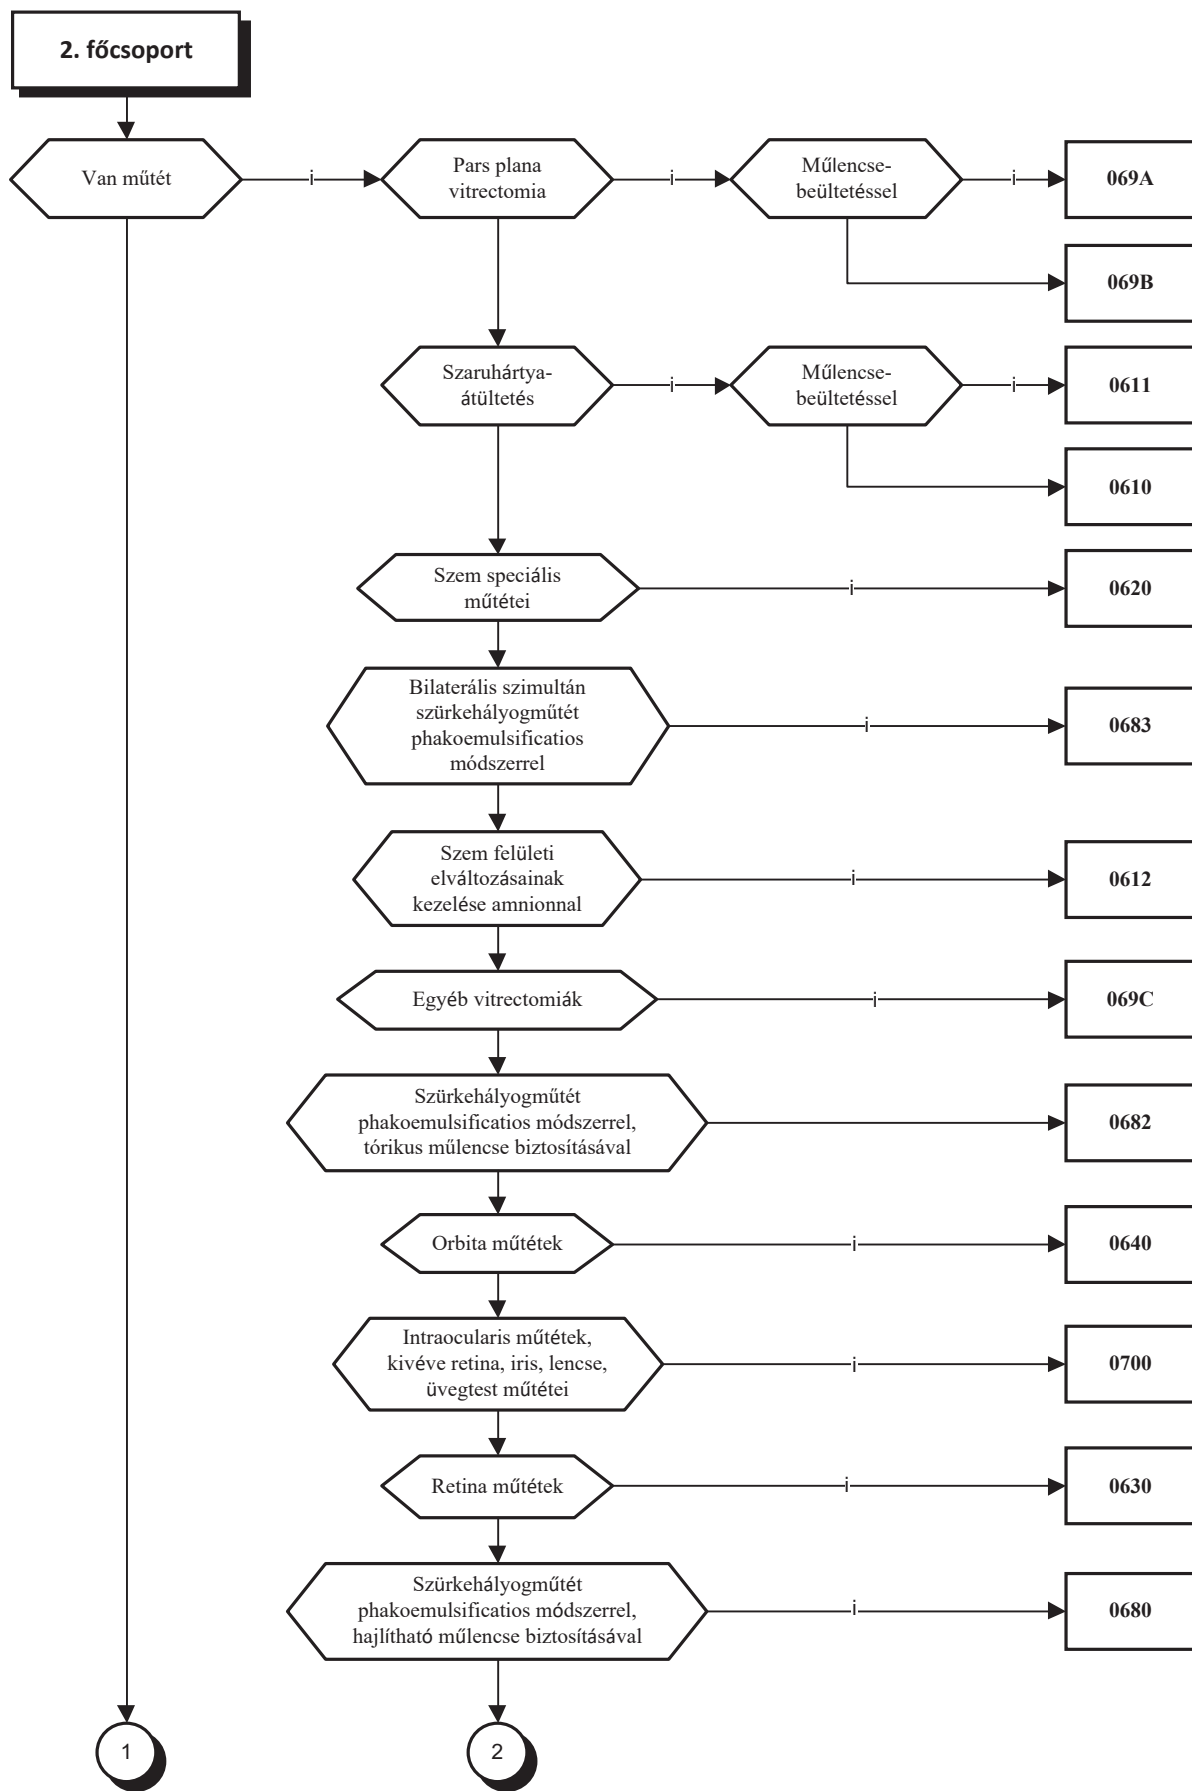 2. főcsoport
Van műtét
i
Pars plana
vitrectomia
i
Műlencse-
beültetéssel
i
069A
069B
Szaruhártya-
átültetés
i
Műlencse-
beültetéssel
i
0611
0610
Szem speciális
műtétei
i
0620
Bilaterális szimultán
szürkehályogműtét
phakoemulsificatios
módszerrel
i
0683
Szem felületi
elváltozásainak
kezelése amnionnal
i
0612
Egyéb vitrectomiák
i
069C
Szürkehályogműtét
phakoemulsificatios módszerrel,
tórikus műlencse biztosításával
0682
Orbita műtétek
i
0640
Intraocularis műtétek,
kivéve retina, iris, lencse,
üvegtest műtétei
i
0700
Retina műtétek
i
0630
Szürkehályogműtét
phakoemulsificatios módszerrel,
hajlítható műlencse biztosításával
i
0680
1
2